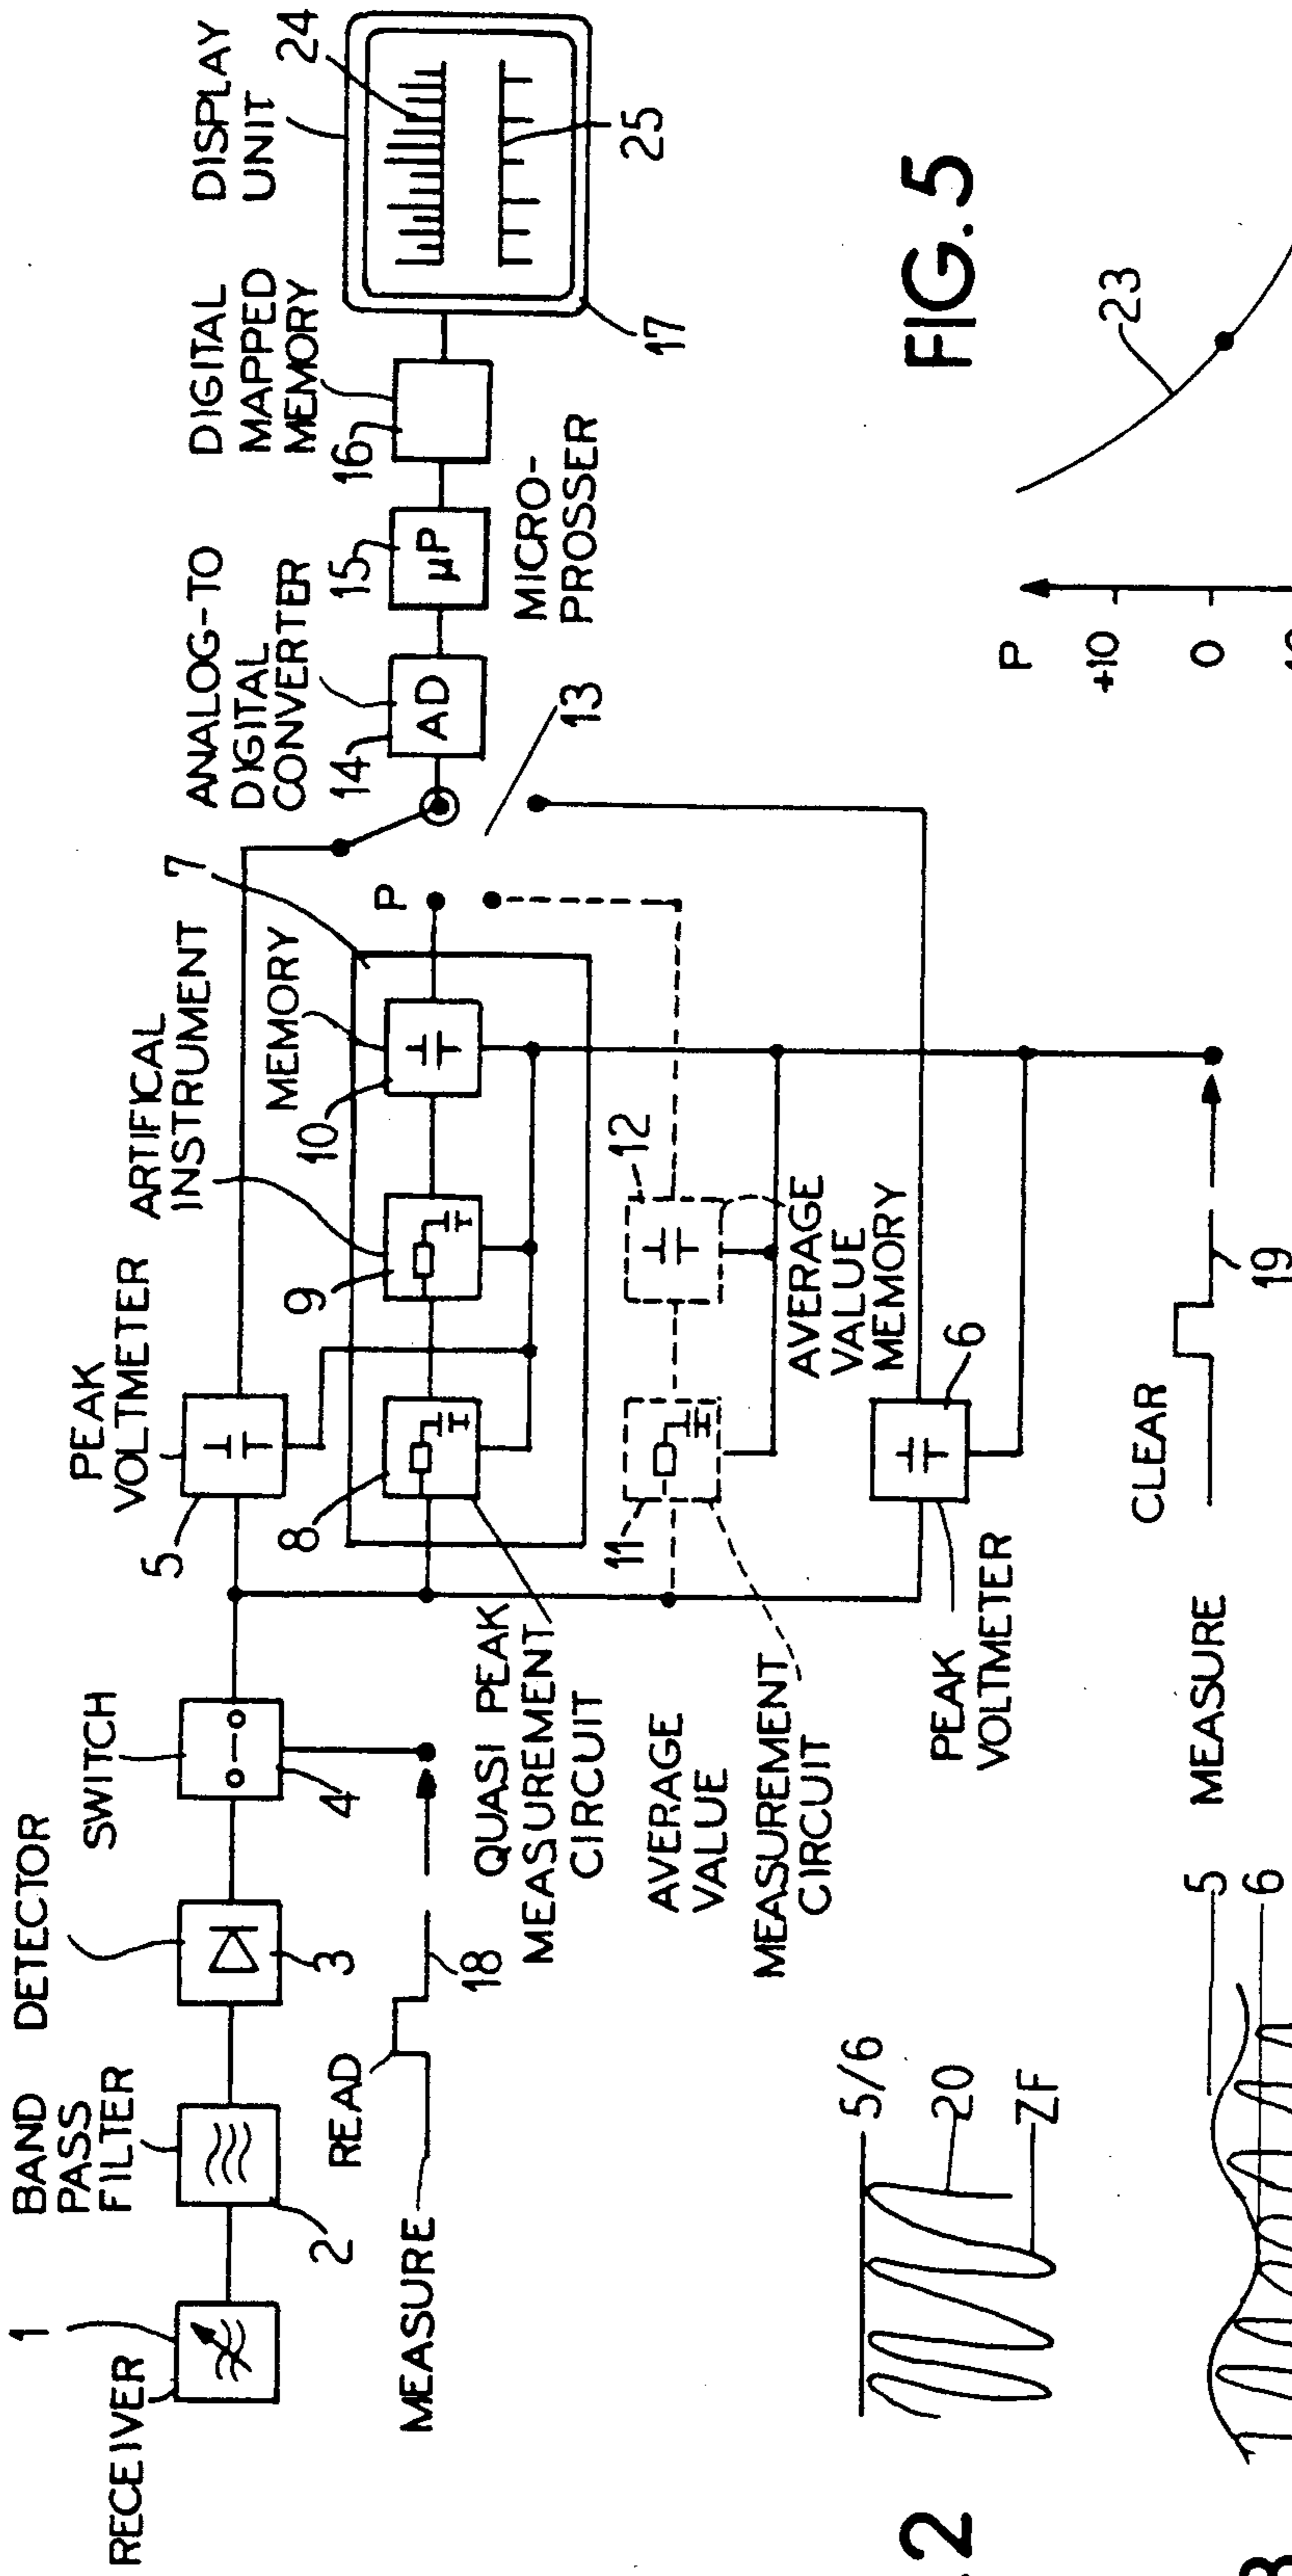 1
RECEIVER
BAND
PASS
FILTER
2
DETECTOR
3
SWITCH
4
READ
MEASURE
18
PEAK
VOLTMETER
5
ARTIFICAL
INSTRUMENT
MEMORY
7
8
9
10
P
QUASI PEAK
MEASUREMENT
CIRCUIT
11
12
AVERAGE
VALUE
MEASUREMENT
CIRCUIT
AVERAGE
VALUE
MEMORY
PEAK
VOLTMETER
6
13
ANALOG-TO
DIGITAL
CONVERTER
14
AD
15
µP
MICRO-
PROSSER
DIGITAL
MAPPED
MEMORY
16
DISPLAY
UNIT
24
25
17
MEASURE
CLEAR
19
2
5/6
20
ZF
5
6
FIG. 5
P
+10
0
23